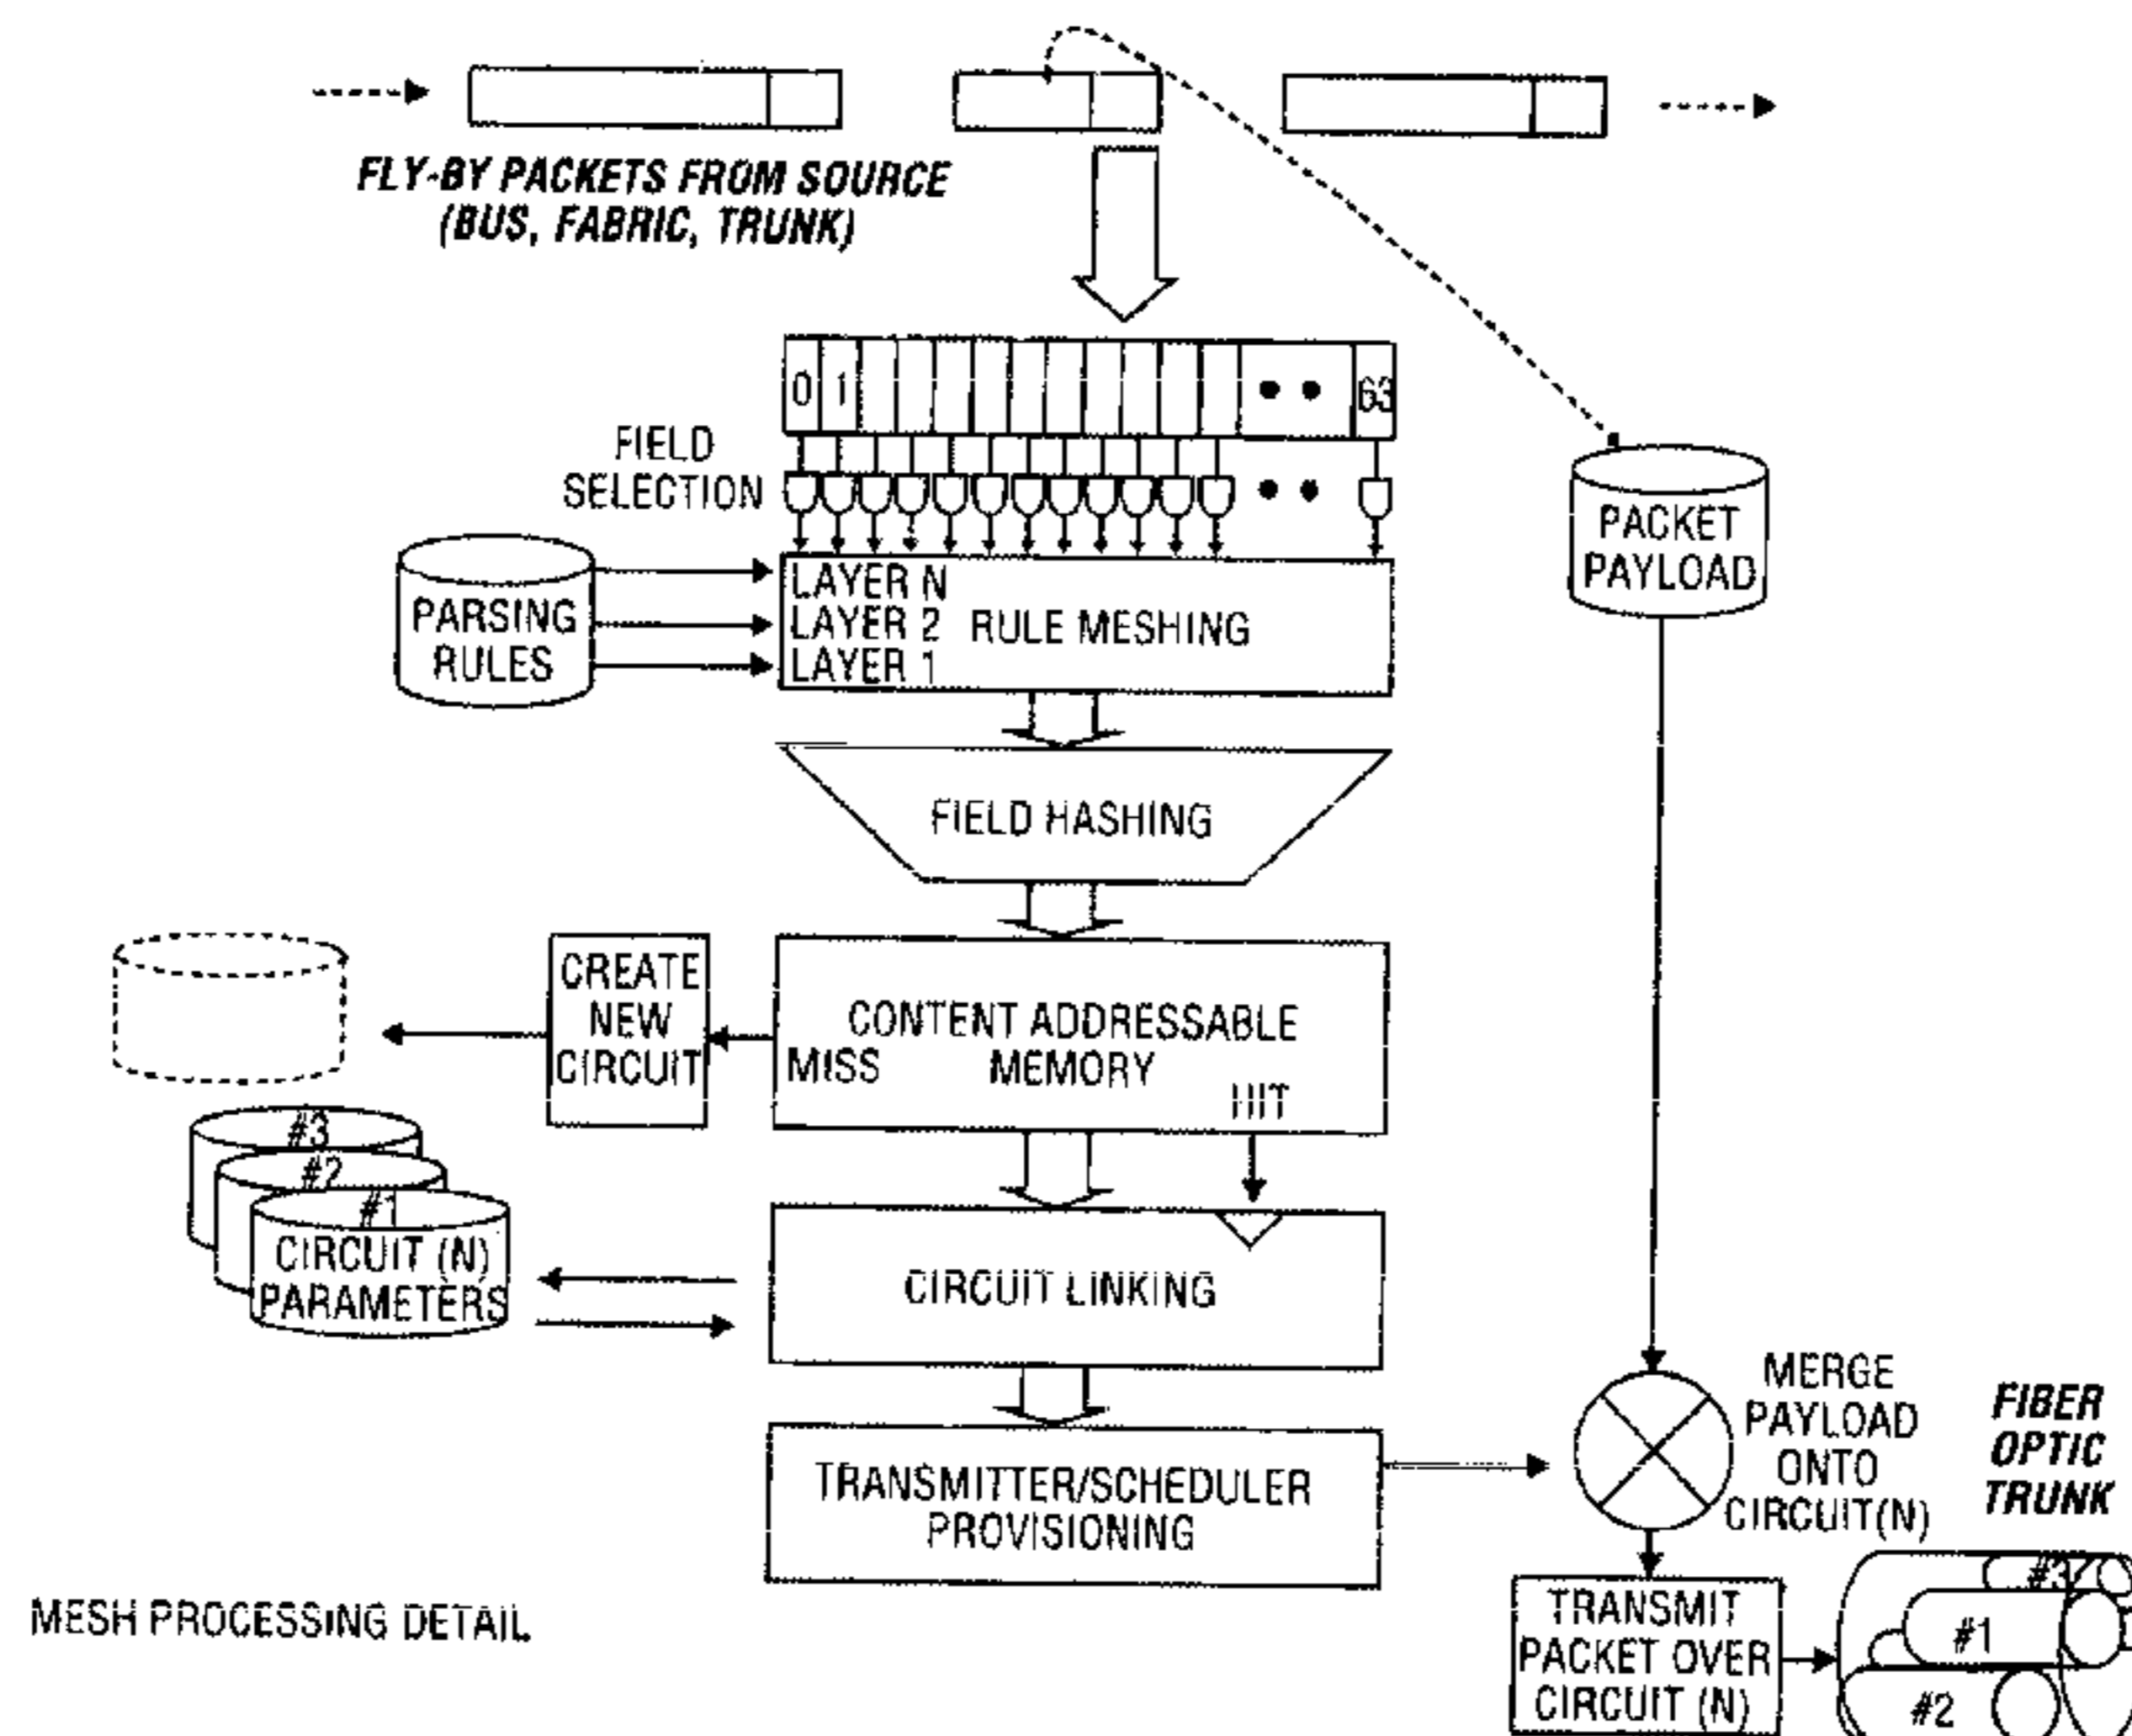 FLY-BY PACKETS FROM SOURCE
(BUS, FABRIC, TRUNK)
0 1 63
FIELD
SELECTION
PACKET
PAYLOAD
PARSING
RULES
LAYER N
LAYER 2 RULE MESHING
LAYER 1
FIELD HASHING
CREATE
NEW
CIRCUIT
CONTENT ADDRESSABLE
MISS MEMORY
HIT
#3
#2
#1
CIRCUIT (N)
PARAMETERS
CIRCUIT LINKING
TRANSMITTER/SCHEDULER
PROVISIONING
MERGE
PAYLOAD
ONTO
CIRCUIT(N)
FIBER
OPTIC
TRUNK
MESH PROCESSING DETAIL
TRANSMIT
PACKET OVER
CIRCUIT (N)
#3
#1
#2